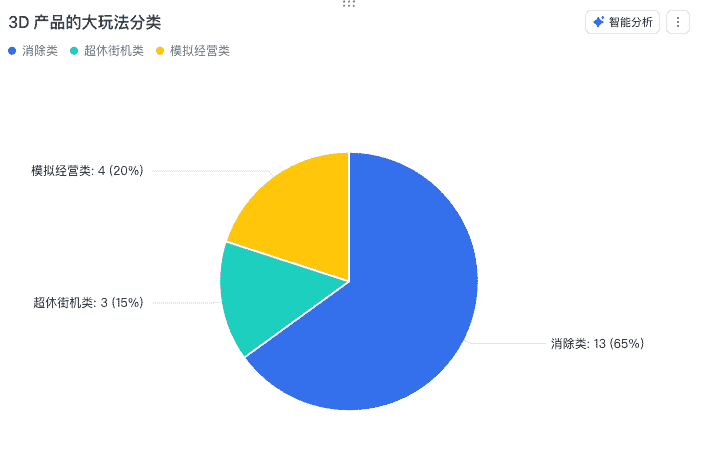 3D 产品的大玩法分类
智能分析
消除类
超休街机类
模拟经营类
模拟经营类: 4 (20%)
超休街机类: 3 (15%)
消除类: 13 (65%)